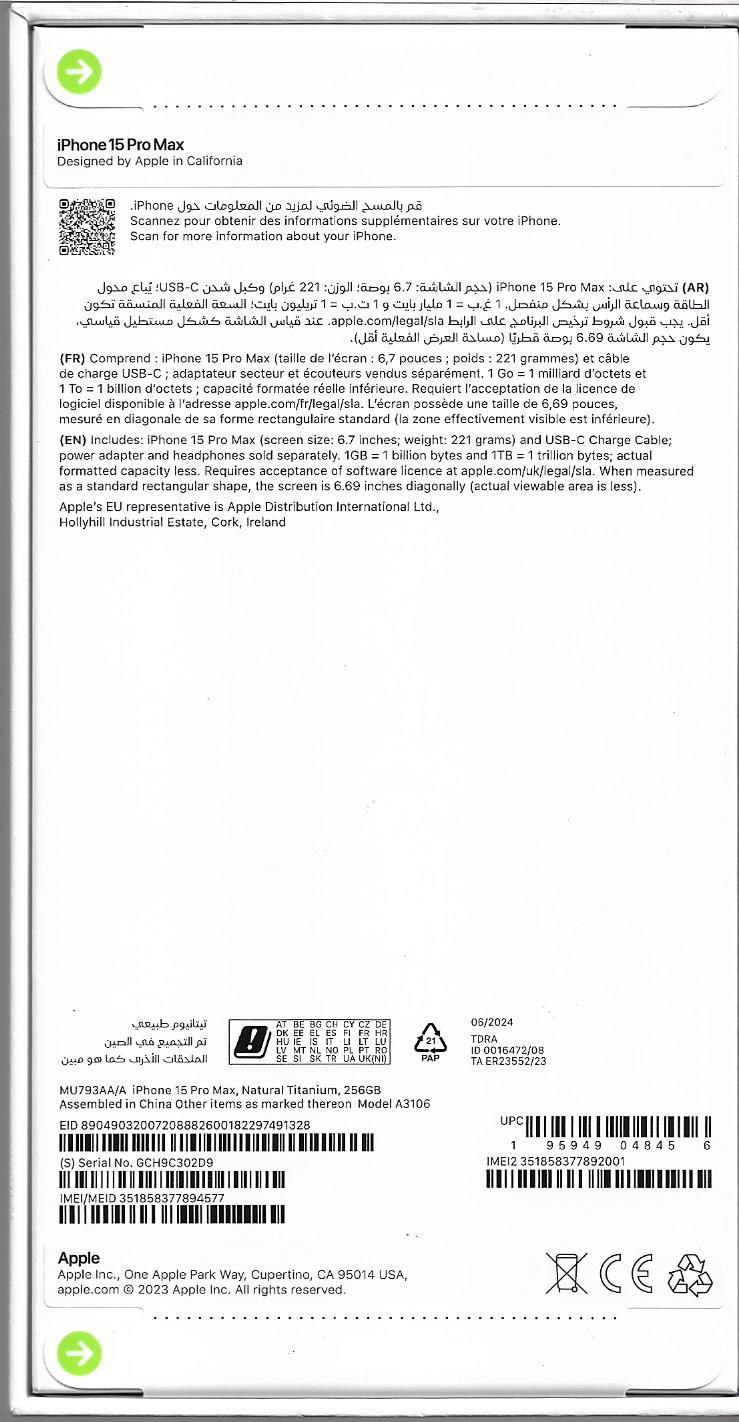 iPhone 15 Pro Max
Designed by Apple in California
قم بالمسح الضوئي لمزيد من المعلومات حول iPhone.
Scannez pour obtenir des informations supplémentaires sur votre iPhone.
Scan for more information about your iPhone.
(AR) تحتوي على: iPhone 15 Pro Max (حجم الشاشة: 6.7 بوصة؛ الوزن: 221 غرام) وكبل شحن USB-C؛ يُباع محول
الطاقة وسماعة الرأس بشكل منفصل. 1 غ.ب = 1 مليار بايت و 1 ت.ب = 1 تريليون بايت؛ السعة الفعلية المنسقة تكون
أقل. يجب قبول شروط ترخيص البرنامج على الرابط apple.com/legal/sla. عند قياس الشاشة كشكل مستطيل قياسي،
يكون حجم الشاشة 6.69 بوصة قطريًا (مساحة العرض الفعلية أقل).
(FR) Comprend : iPhone 15 Pro Max (taille de l'écran : 6,7 pouces ; poids : 221 grammes) et câble
de charge USB-C ; adaptateur secteur et écouteurs vendus séparément. 1 Go = 1 milliard d'octets et
1 To = 1 billion d'octets ; capacité formatée réelle inférieure. Requiert l'acceptation de la licence de
logiciel disponible à l'adresse apple.com/fr/legal/sla. L'écran possède une taille de 6,69 pouces,
mesuré en diagonale de sa forme rectangulaire standard (la zone effectivement visible est inférieure).
(EN) Includes: iPhone 15 Pro Max (screen size: 6.7 inches; weight: 221 grams) and USB-C Charge Cable;
power adapter and headphones sold separately. 1GB = 1 billion bytes and 1TB = 1 trillion bytes; actual
formatted capacity less. Requires acceptance of software licence at apple.com/uk/legal/sla. When measured
as a standard rectangular shape, the screen is 6.69 inches diagonally (actual viewable area is less).
Apple's EU representative is Apple Distribution International Ltd.,
Hollyhill Industrial Estate, Cork, Ireland
تيتانيوم طبيعي
تم التجميع في الصين
الملحقات الأخرى كما هو مبين
AT BE BG CH CY CZ DE
DK EE EL ES FI FR HR
HU IE IS IT LI LT LU
LV MT NL NO PL PT RO
SE SI SK TR UA UK(NI)
21
PAP
06/2024
TDRA
ID 0016472/08
TA ER23552/23
MU793AA/A iPhone 15 Pro Max, Natural Titanium, 256GB
Assembled in China Other items as marked thereon Model A3106
EID 89049032007208882600182297491328
(S) Serial No. GCH9C302D9
IMEI/MEID 351858377894577
UPC
1 95949 04845 6
IMEI2 351858377892001
Apple
Apple Inc., One Apple Park Way, Cupertino, CA 95014 USA,
apple.com © 2023 Apple Inc. All rights reserved.
CE